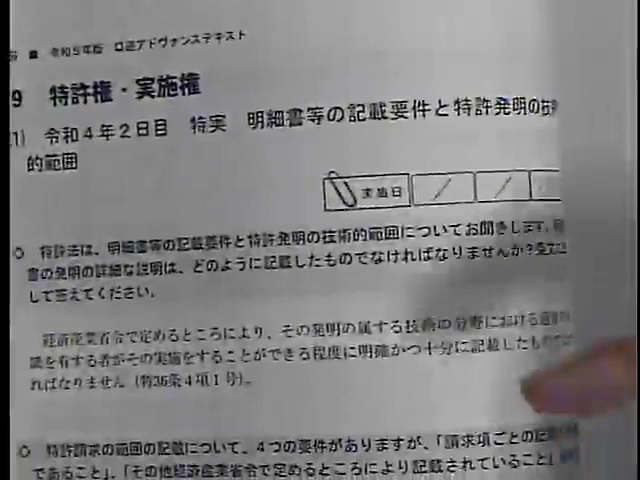 ■ 令和5年版 口述アドヴァンステキスト
9 特許権・実施権
令和4年2日目 特実 明細書等の記載要件と特許発明の技
的範囲
実施日
○ 特許法は、明細書等の記載要件と特許発明の技術的範囲についてお聞きします。
書の発明の詳細な説明は、どのように記載したものでなければなりませんか?
して答えてください。
経済産業省令で定めるところにより、その発明の属する技術の分野における通常
識を有する者がその実施をすることができる程度に明確かつ十分に記載したもの
ればなりません(特36条4項1号)。
○ 特許請求の範囲の記載について、4つの要件がありますが、「請求項ごとの記
であること」、「その他経済産業省令で定めるところにより記載されていること」